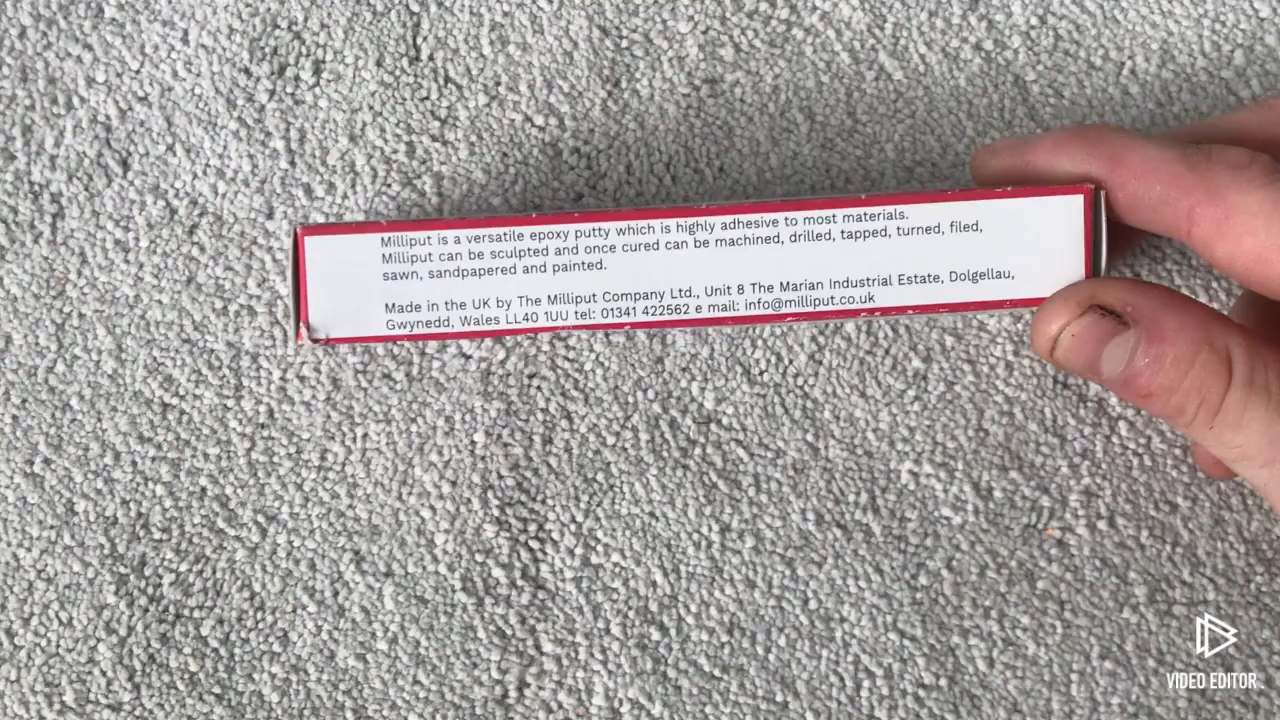 Milliput is a versatile epoxy putty which is highly adhesive to most materials.
Milliput can be sculpted and once cured can be machined, drilled, tapped, turned, filed,
sawn, sandpapered and painted.
Made in the UK by The Milliput Company Ltd., Unit 8 The Marian Industrial Estate, Dolgellau,
Gwynedd, Wales LL40 1UU tel: 01341 422562 e mail: info@milliput.co.uk
VIDEO EDITOR